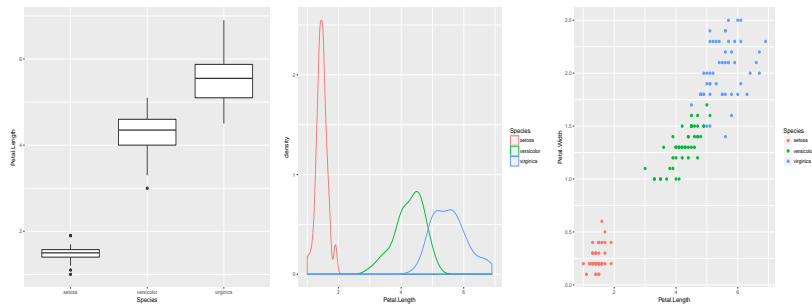 6
4
2
Petal.Length
setosa
versicolor
virginica
Species
2
1
0
density
2
4
6
Petal.Length
Species
setosa
versicolor
virginica
2.5
2.0
1.5
1.0
0.5
0.0
Petal.Width
2
4
6
Petal.Length
Species
setosa
versicolor
virginica